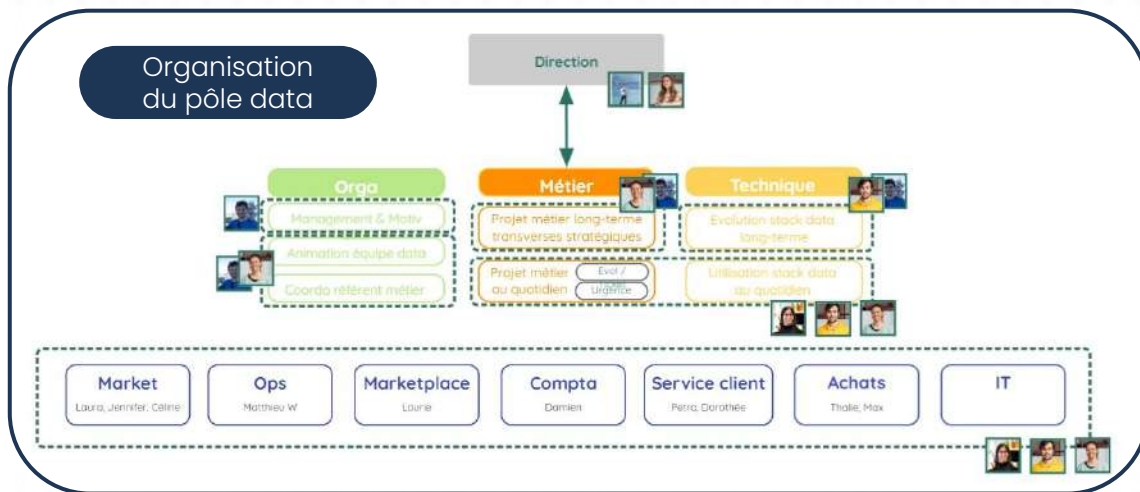 Organisation
du pôle data
Direction
Orga
Métier
Technique
Management & Motiv
Projet métier long-terme
transverses stratégiques
Evolution stack data
long-terme
Animation équipe data
Coordo référent métier
Projet métier
au quotidien
Evol /
Urgence
Utilisation stack data
au quotidien
Market
Laura, Jennifer, Céline
Ops
Matthieu W
Marketplace
Laurie
Compta
Damien
Service client
Petra, Dorothée
Achats
Thalie, Max
IT